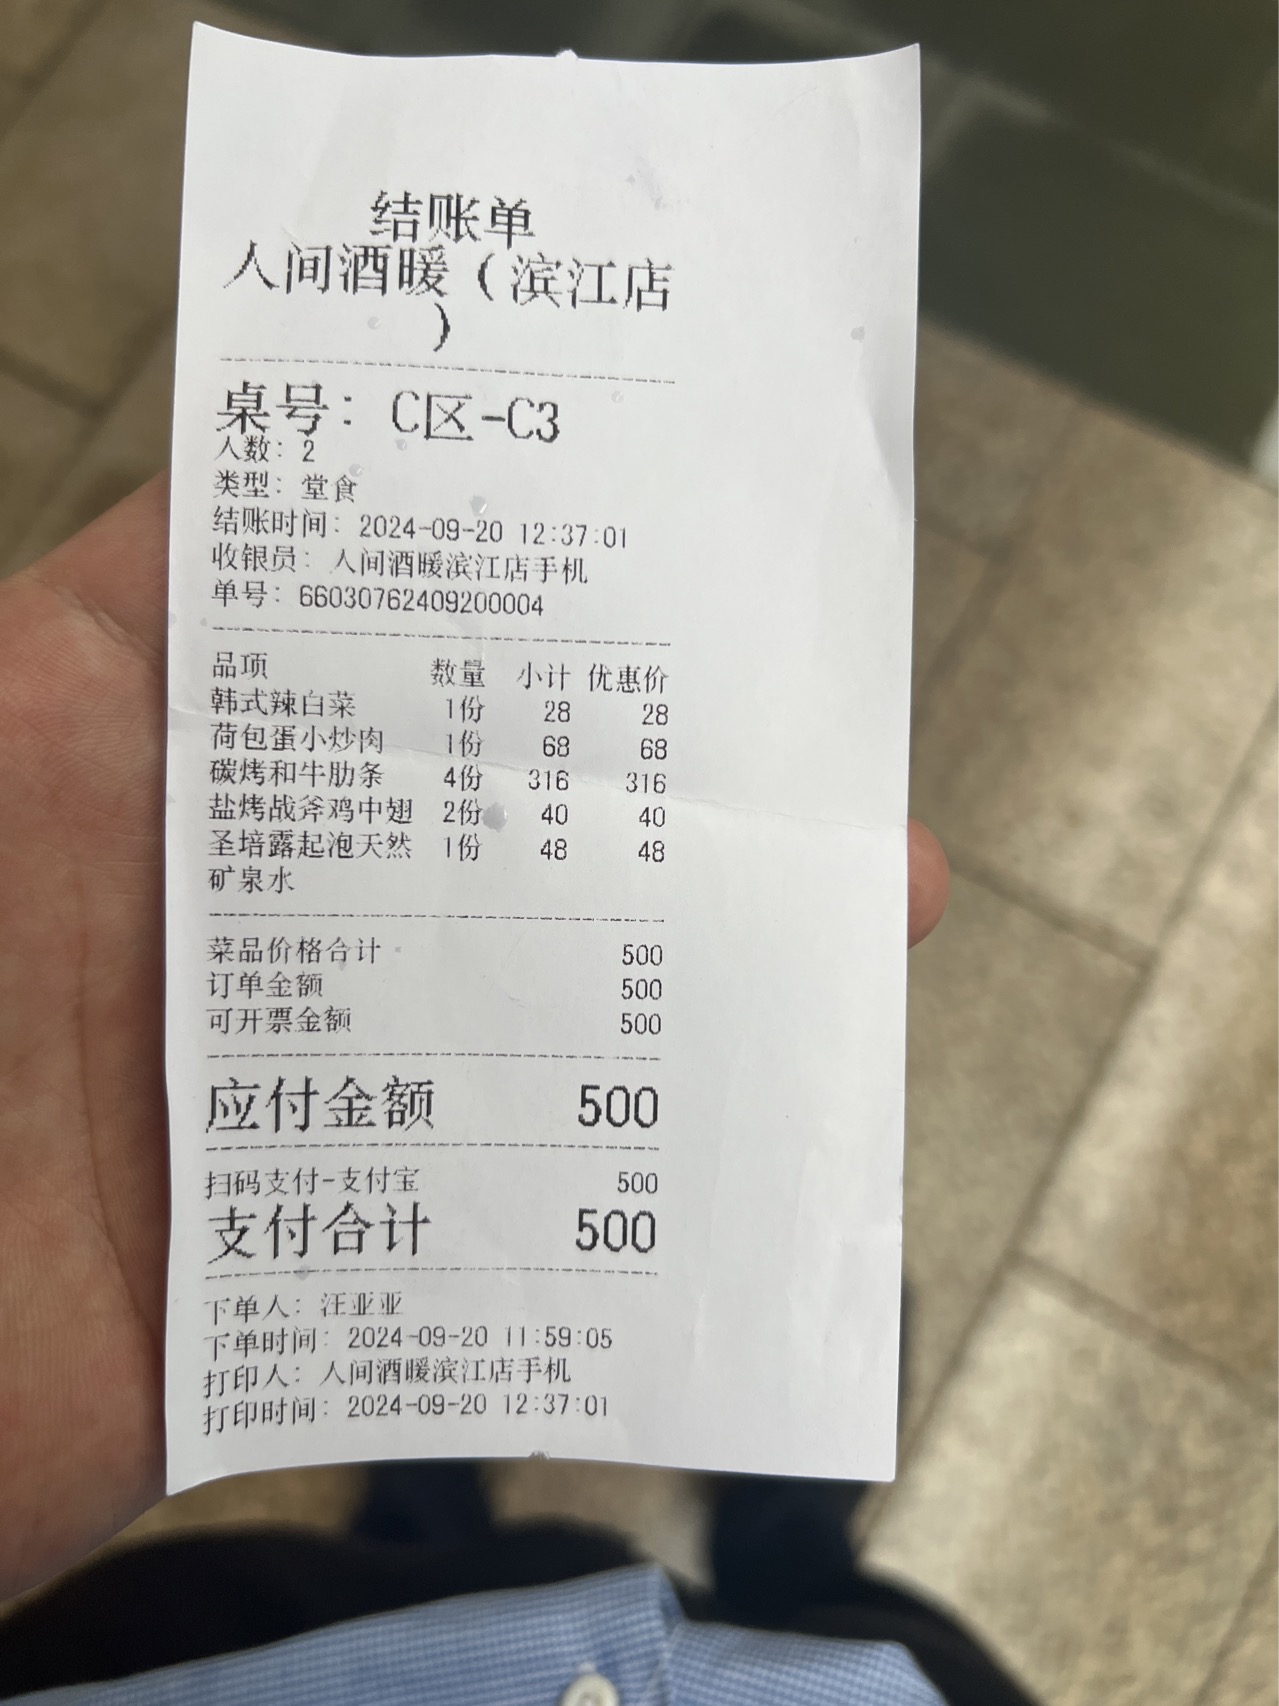 结账单
人间酒暖（滨江店
）
桌号：C区-C3
人数：2
类型：堂食
结账时间：2024-09-20 12:37:01
收银员：人间酒暖滨江店手机
单号：660307624092000​04
品项 数量 小计 优惠价
韩式辣白菜 1份 28 28
荷包蛋小炒肉 1份 68 68
碳烤和牛肋条 4份 316 316
盐烤战斧鸡中翅 2份 40 40
圣培露起泡天然 1份 48 48
矿泉水
菜品价格合计 500
订单金额 500
可开票金额 500
应付金额 500
扫码支付-支付宝 500
支付合计 500
下单人：汪亚亚
下单时间：2024-09-20 11:59:05
打印人：人间酒暖滨江店手机
打印时间：2024-09-20 12:37:01